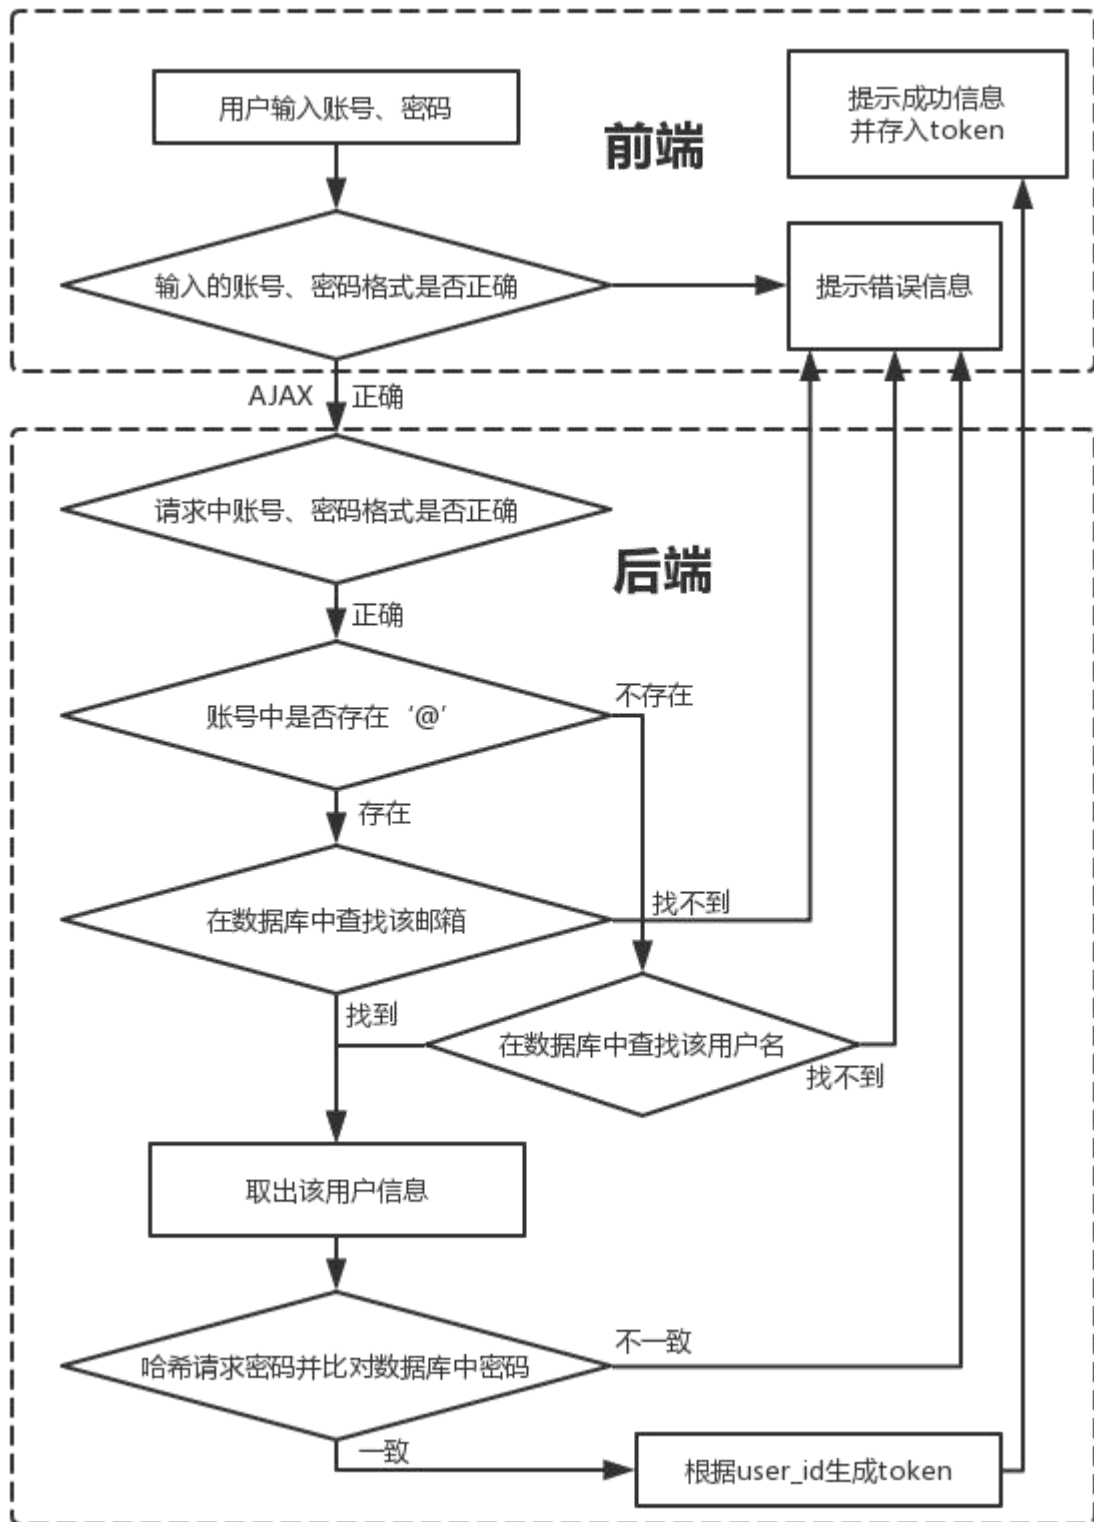 用户输入账号、密码
前端
提示成功信息
并存入token
输入的账号、密码格式是否正确
提示错误信息
AJAX
正确
请求中账号、密码格式是否正确
后端
正确
账号中是否存在‘@’
不存在
存在
在数据库中查找该邮箱
找不到
找到
在数据库中查找该用户名
找不到
取出该用户信息
哈希请求密码并比对数据库中密码
不一致
一致
根据user_id生成token